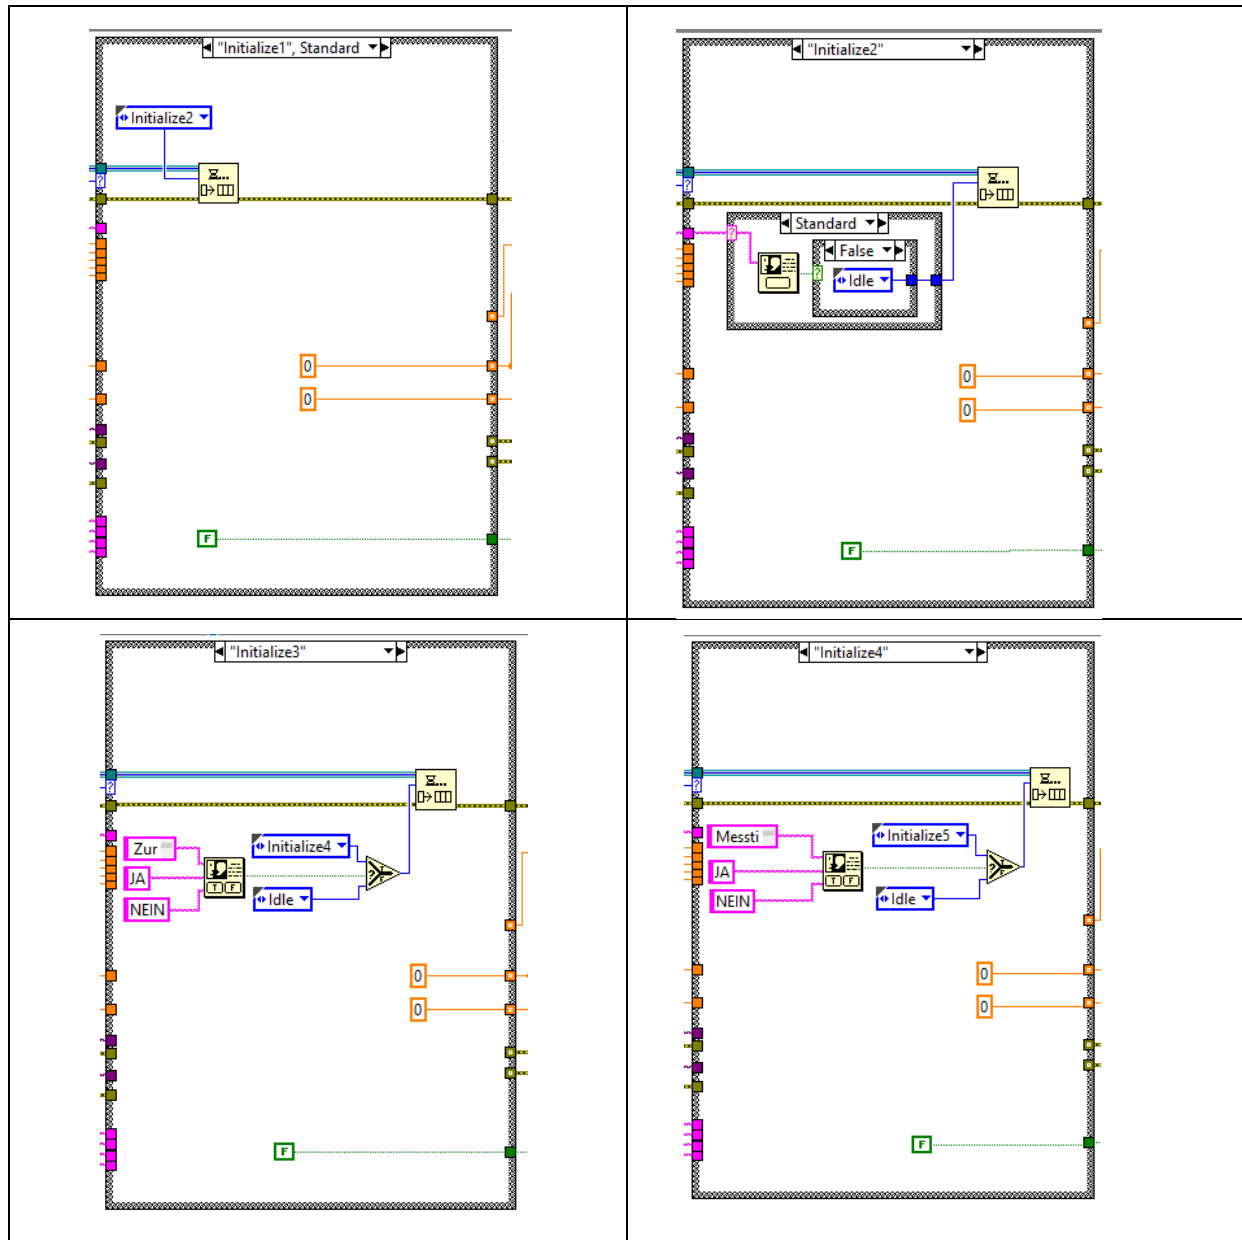 "Initialize1", Standard
Initialize2
0
0
F
"Initialize2"
Standard
False
Idle
0
0
F
"Initialize3"
Zur
Initialize4
JA
Idle
NEIN
0
0
F
"Initialize4"
Messti
Initialize5
JA
Idle
NEIN
0
0
F